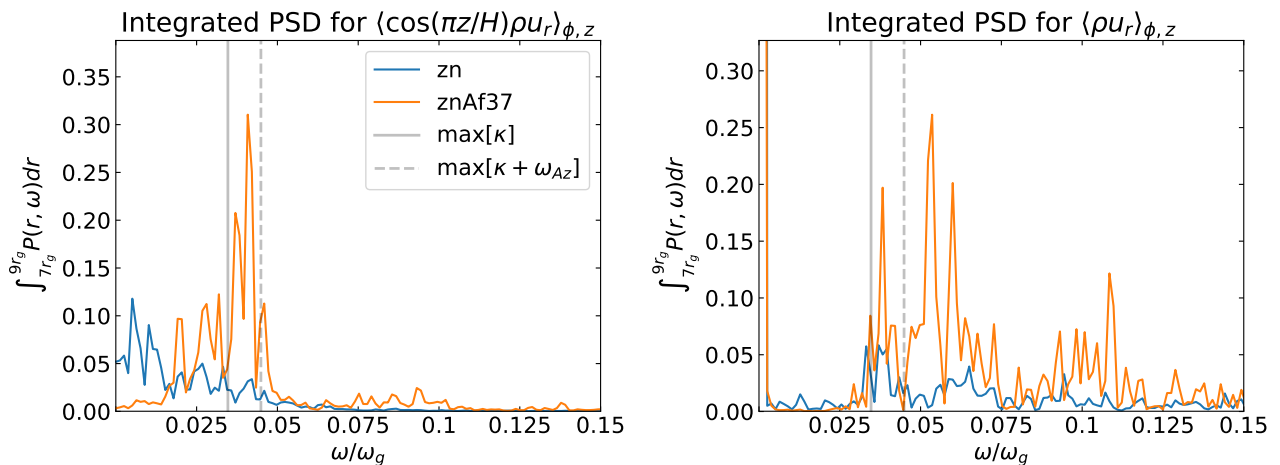 Integrated PSD for ⟨cos(πz/H)ρu_r⟩_{ϕ, z}
0.35
0.30
0.25
0.20
0.15
0.10
0.05
0.00
∫_{7r_g}^{9r_g} P(r, ω)dr
zn
znAf37
max[κ]
max[κ + ω_{Az}]
0.025 0.05 0.075 0.1 0.125 0.15
ω/ω_g
Integrated PSD for ⟨ρu_r⟩_{ϕ, z}
0.30
0.25
0.20
0.15
0.10
0.05
0.00
∫_{7r_g}^{9r_g} P(r, ω)dr
0.025 0.05 0.075 0.1 0.125 0.15
ω/ω_g